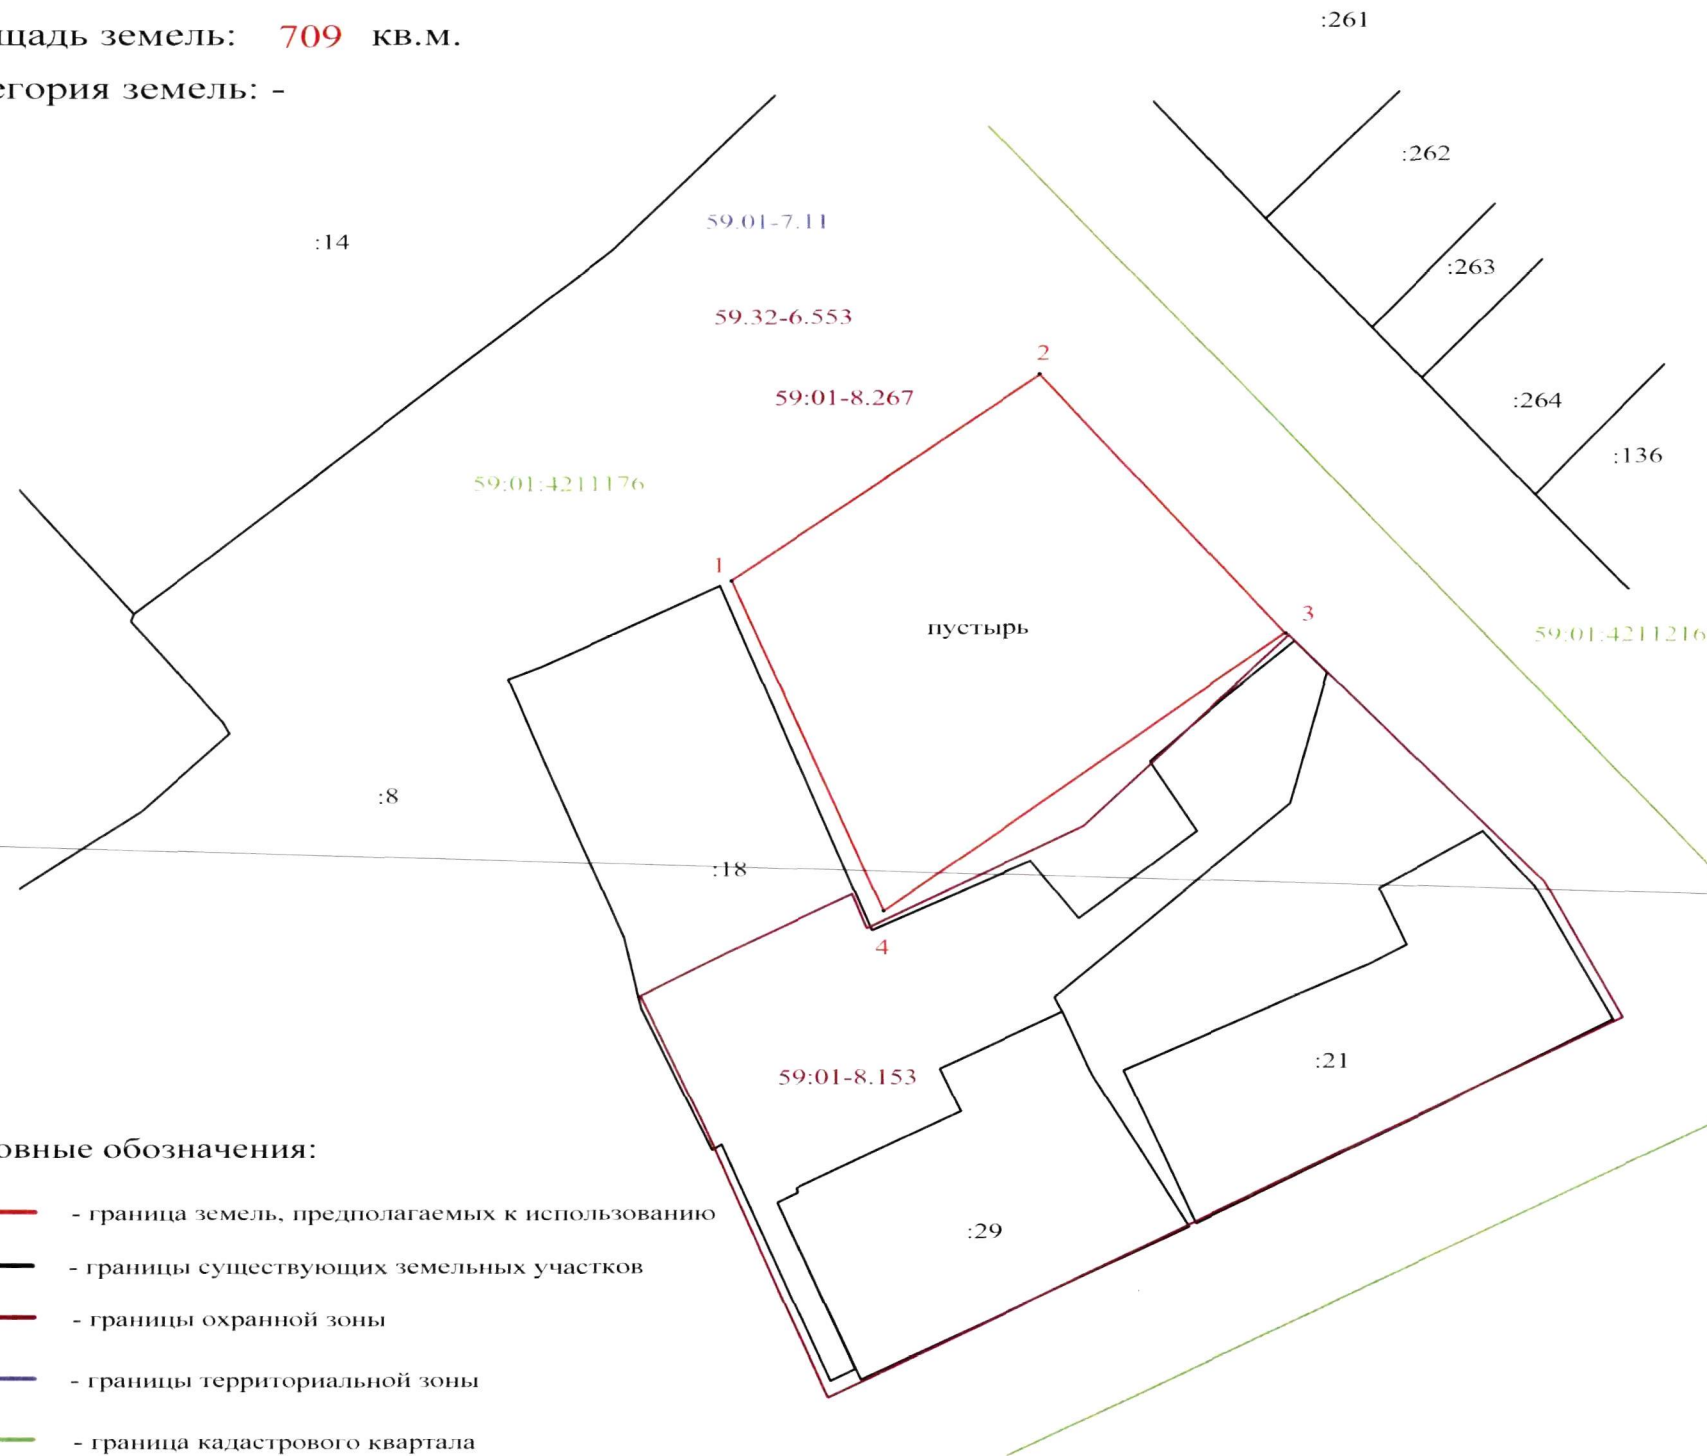 щадь земель: 709 кв.м.
егория земель: -
:261
:262
:14
59.01-7.11
:263
59.32-6.553
2
59:01-8.267
:264
:136
59:01:4211176
1
3
пустырь
59:01:4211216
:8
:18
4
:21
59:01-8.153
овные обозначения:
- граница земель, предполагаемых к использованию
:29
- границы существующих земельных участков
- границы охранной зоны
- границы территориальной зоны
- граница кадастрового квартала